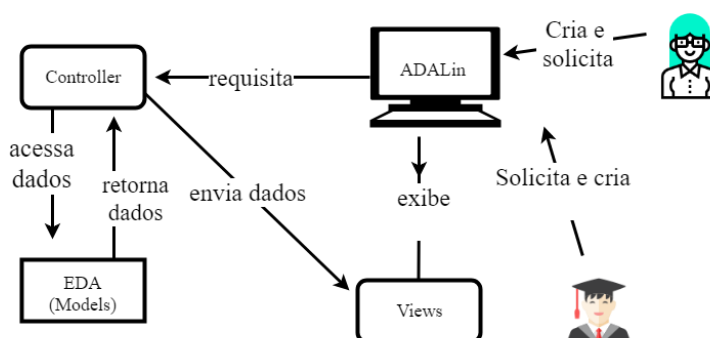 Cria e
solicita
Controller
requisita
ADALin
acessa
dados
retorna
dados
envia dados
exibe
Solicita e cria
EDA
(Models)
Views